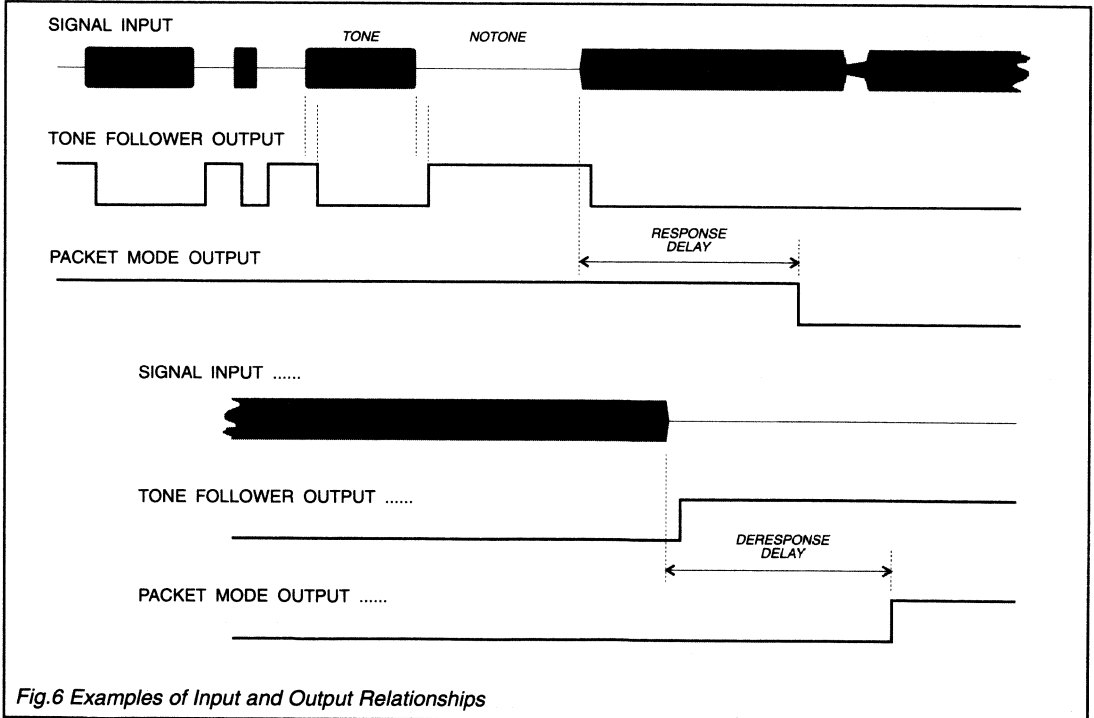 SIGNAL INPUT
TONE
NOTONE
TONE FOLLOWER OUTPUT
RESPONSE
DELAY
PACKET MODE OUTPUT
SIGNAL INPUT ......
TONE FOLLOWER OUTPUT ......
DERESPONSE
DELAY
PACKET MODE OUTPUT ......
Fig.6 Examples of Input and Output Relationships